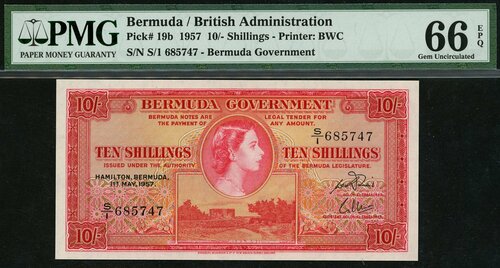 PMG
PAPER MONEY GUARANTY
Bermuda / British Administration
Pick# 19b 1957 10/- Shillings - Printer: BWC
S/N S/1 685747 - Bermuda Government
66 EPQ
Gem Uncirculated
10/- BERMUDA GOVERNMENT 10/-
BERMUDA NOTES ARE LEGAL TENDER FOR
THE PAYMENT OF ANY AMOUNT.
S/1 685747
TEN SHILLINGS TEN SHILLINGS
ISSUED UNDER THE AUTHORITY OF THE BERMUDA LEGISLATURE.
HAMILTON, BERMUDA,
1ST MAY, 1957.
S/1 685747
10/- 10/-